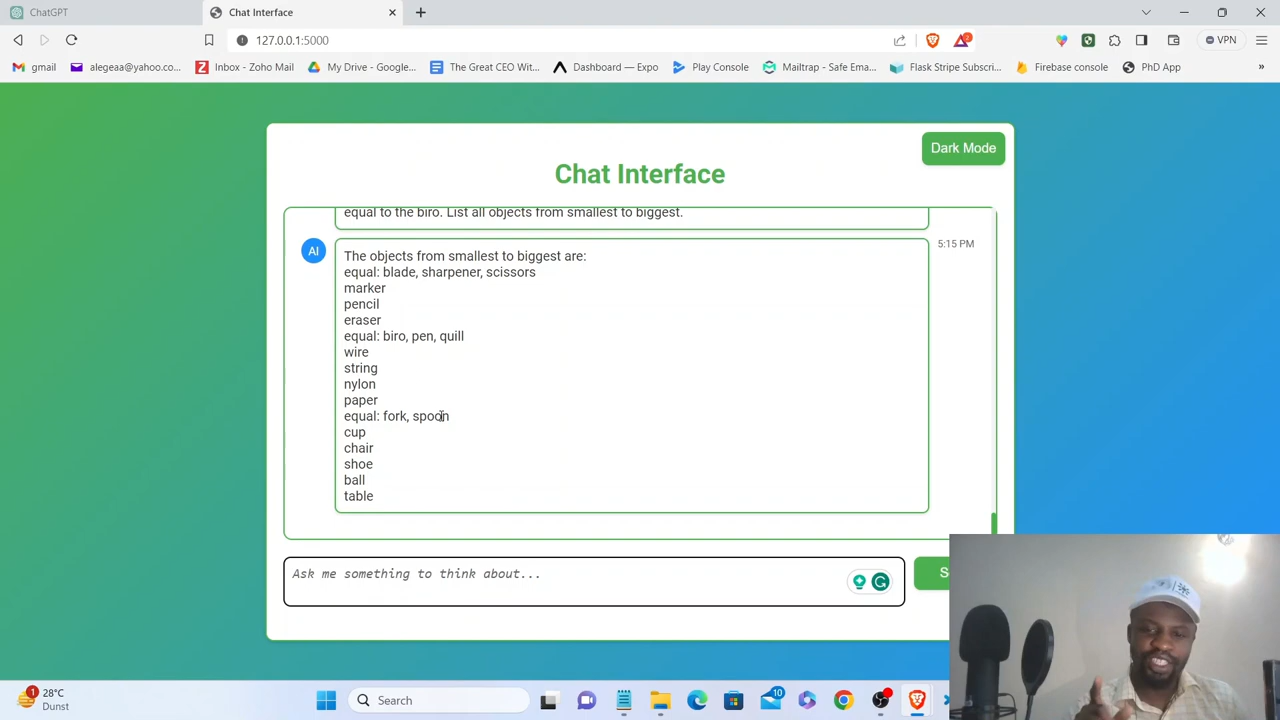 ChatGPT
Chat Interface
127.0.0.1:5000
2
VPN
gmail
alegeaa@yahoo.co...
Inbox - Zoho Mail
My Drive - Google...
The Great CEO Wit...
Dashboard — Expo
Play Console
Mailtrap - Safe Ema...
Flask Stripe Subscri...
Firebase console
PhD App
»
Dark Mode
Chat Interface
equal to the biro. List all objects from smallest to biggest.
AI
5:15 PM
The objects from smallest to biggest are:
equal: blade, sharpener, scissors
marker
pencil
eraser
equal: biro, pen, quill
wire
string
nylon
paper
equal: fork, spoon
cup
chair
shoe
ball
table
Ask me something to think about...
S
1
28°C
Dunst
Search
10